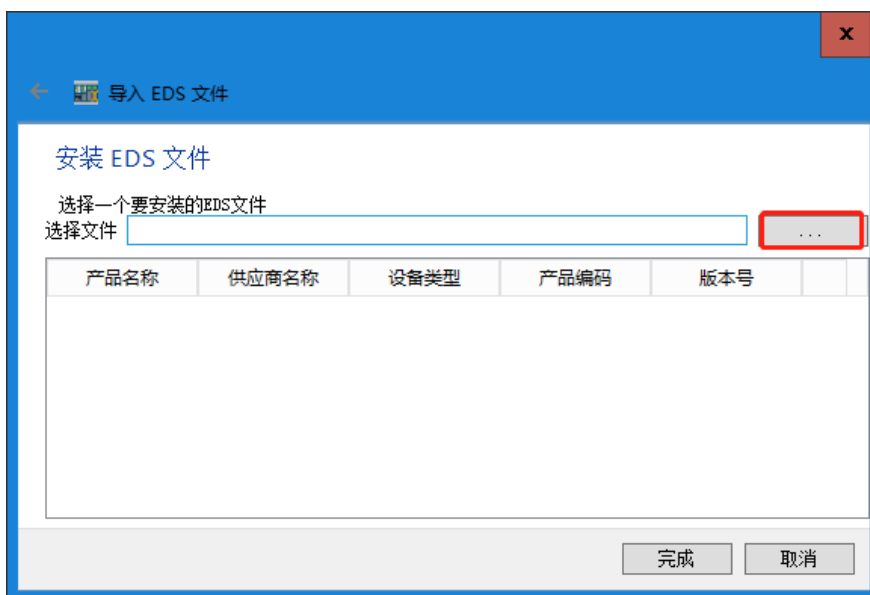 x
导入 EDS 文件
安装 EDS 文件
选择一个要安装的EDS文件
选择文件 ...
产品名称 供应商名称 设备类型 产品编码 版本号
完成 取消